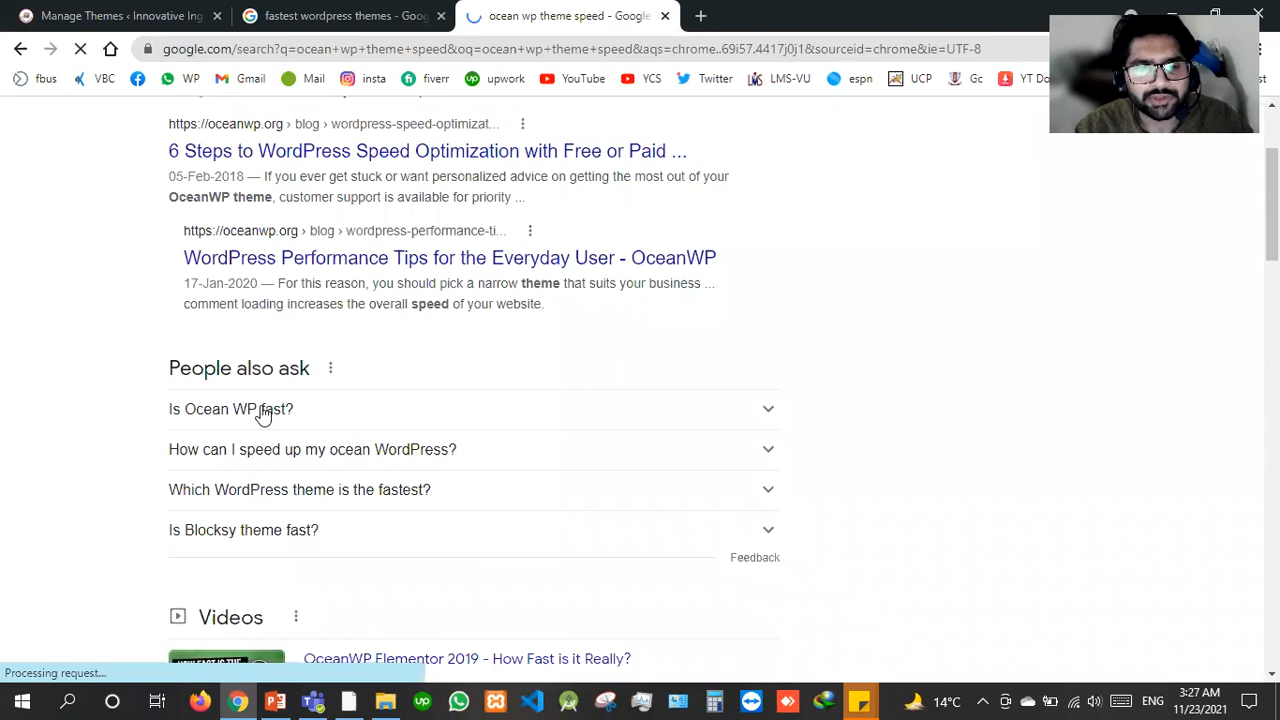 Manage Themes ‹ Innovative Ing
fastest wordpress themes - Goog
ocean wp theme speed - Google
google.com/search?q=ocean+wp+theme+speed&oq=ocean+wp+theme+speed&aqs=chrome..69i57.4417j0j1&sourceid=chrome&ie=UTF-8
fbus VBC WP Gmail Mail insta fiverr upwork YouTube YCS Twitter LMS-VU espn UCP Gc YT Do
https://oceanwp.org › blog › wordpress-speed-optimizat...
6 Steps to WordPress Speed Optimization with Free or Paid ...
05-Feb-2018 — If you ever get stuck or want personalized advice on getting the most out of your
OceanWP theme, customer support is available for priority ...
https://oceanwp.org › blog › wordpress-performance-ti...
WordPress Performance Tips for the Everyday User - OceanWP
17-Jan-2020 — For this reason, you should pick a narrow theme that suits your business ...
comment loading increases the overall speed of your website.
People also ask
Is Ocean WP fast?
How can I speed up my ocean WordPress?
Which WordPress theme is the fastest?
Is Blocksy theme fast?
Feedback
Videos
OceanWP Elementor 2019 - How Fast is it Really?
Processing request...
14°C
ENG
3:27 AM
11/23/2021